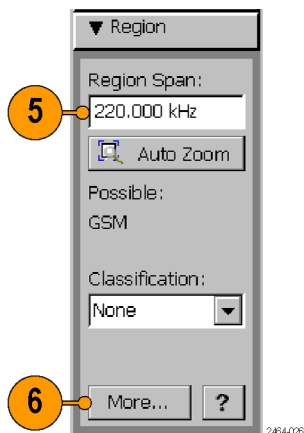 ▼ Region
Region Span:
5
220.000 kHz
Auto Zoom
Possible:
GSM
Classification:
None
6
More...
?
2464-026